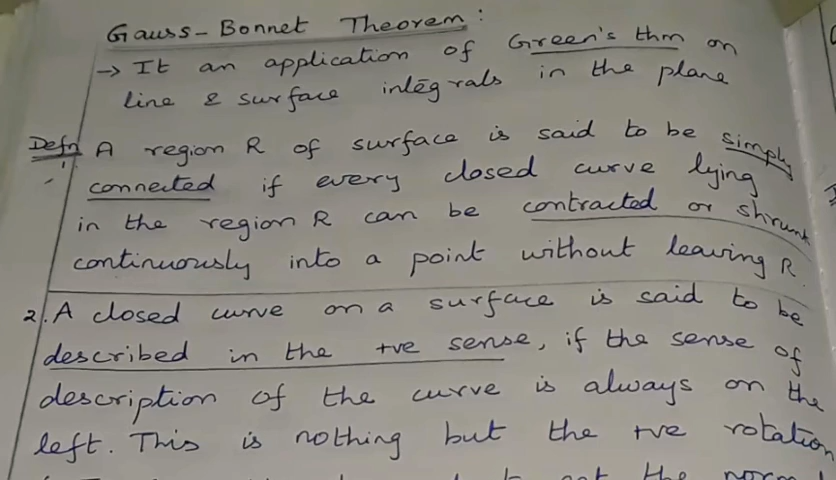 Gauss-Bonnet Theorem:
→ It an application of Green's thm on
line & surface integrals in the plane
Defn A region R of surface is said to be simply
1.
connected if every closed curve lying
in the region R can be contracted or shrunk
continuously into a point without leaving R.
2. A closed curve on a surface is said to be
described in the +ve sense, if the sense of
description of the curve is always on the
left. This is nothing but the +ve rotation
the